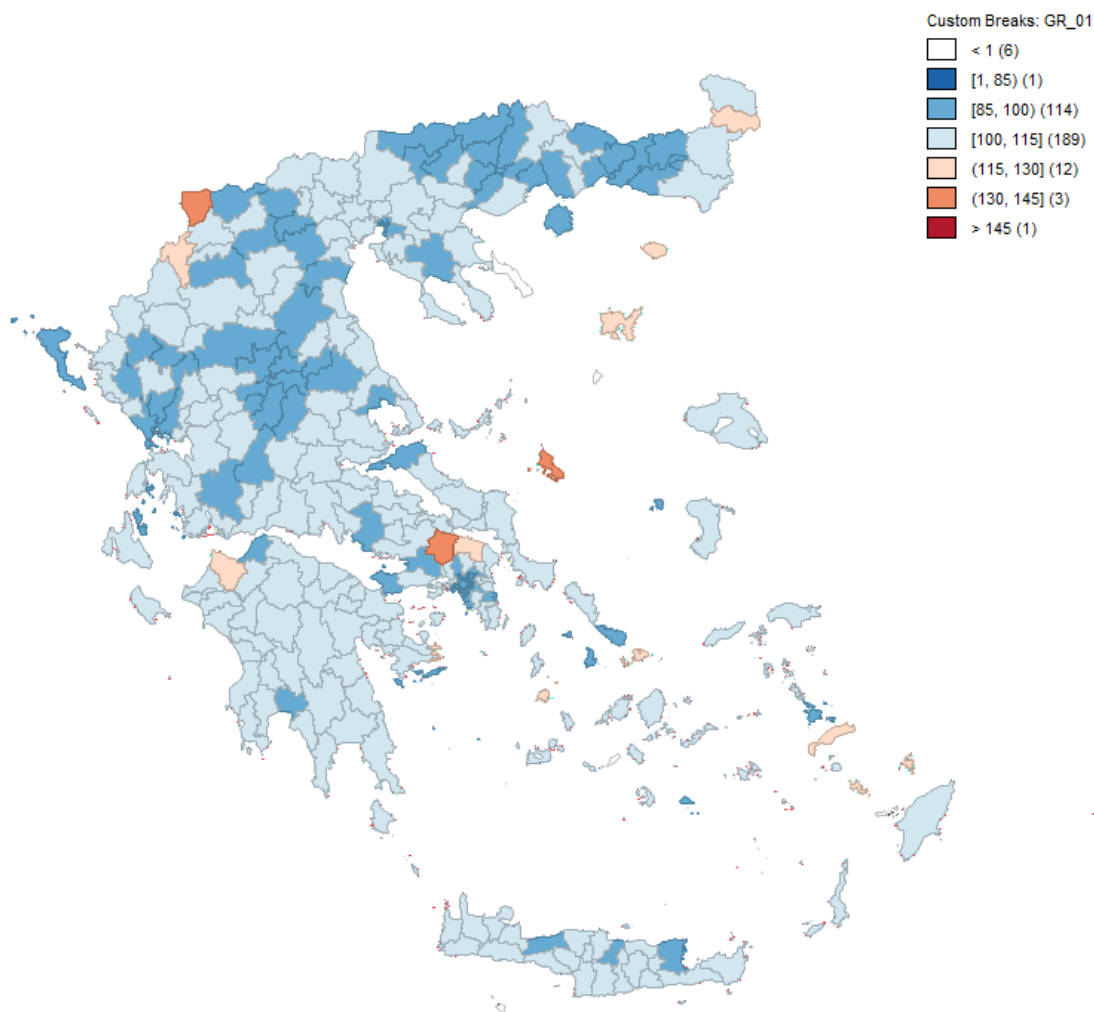 Custom Breaks: GR_01
< 1 (6)
[1, 85) (1)
[85, 100) (114)
[100, 115] (189)
(115, 130] (12)
(130, 145] (3)
> 145 (1)